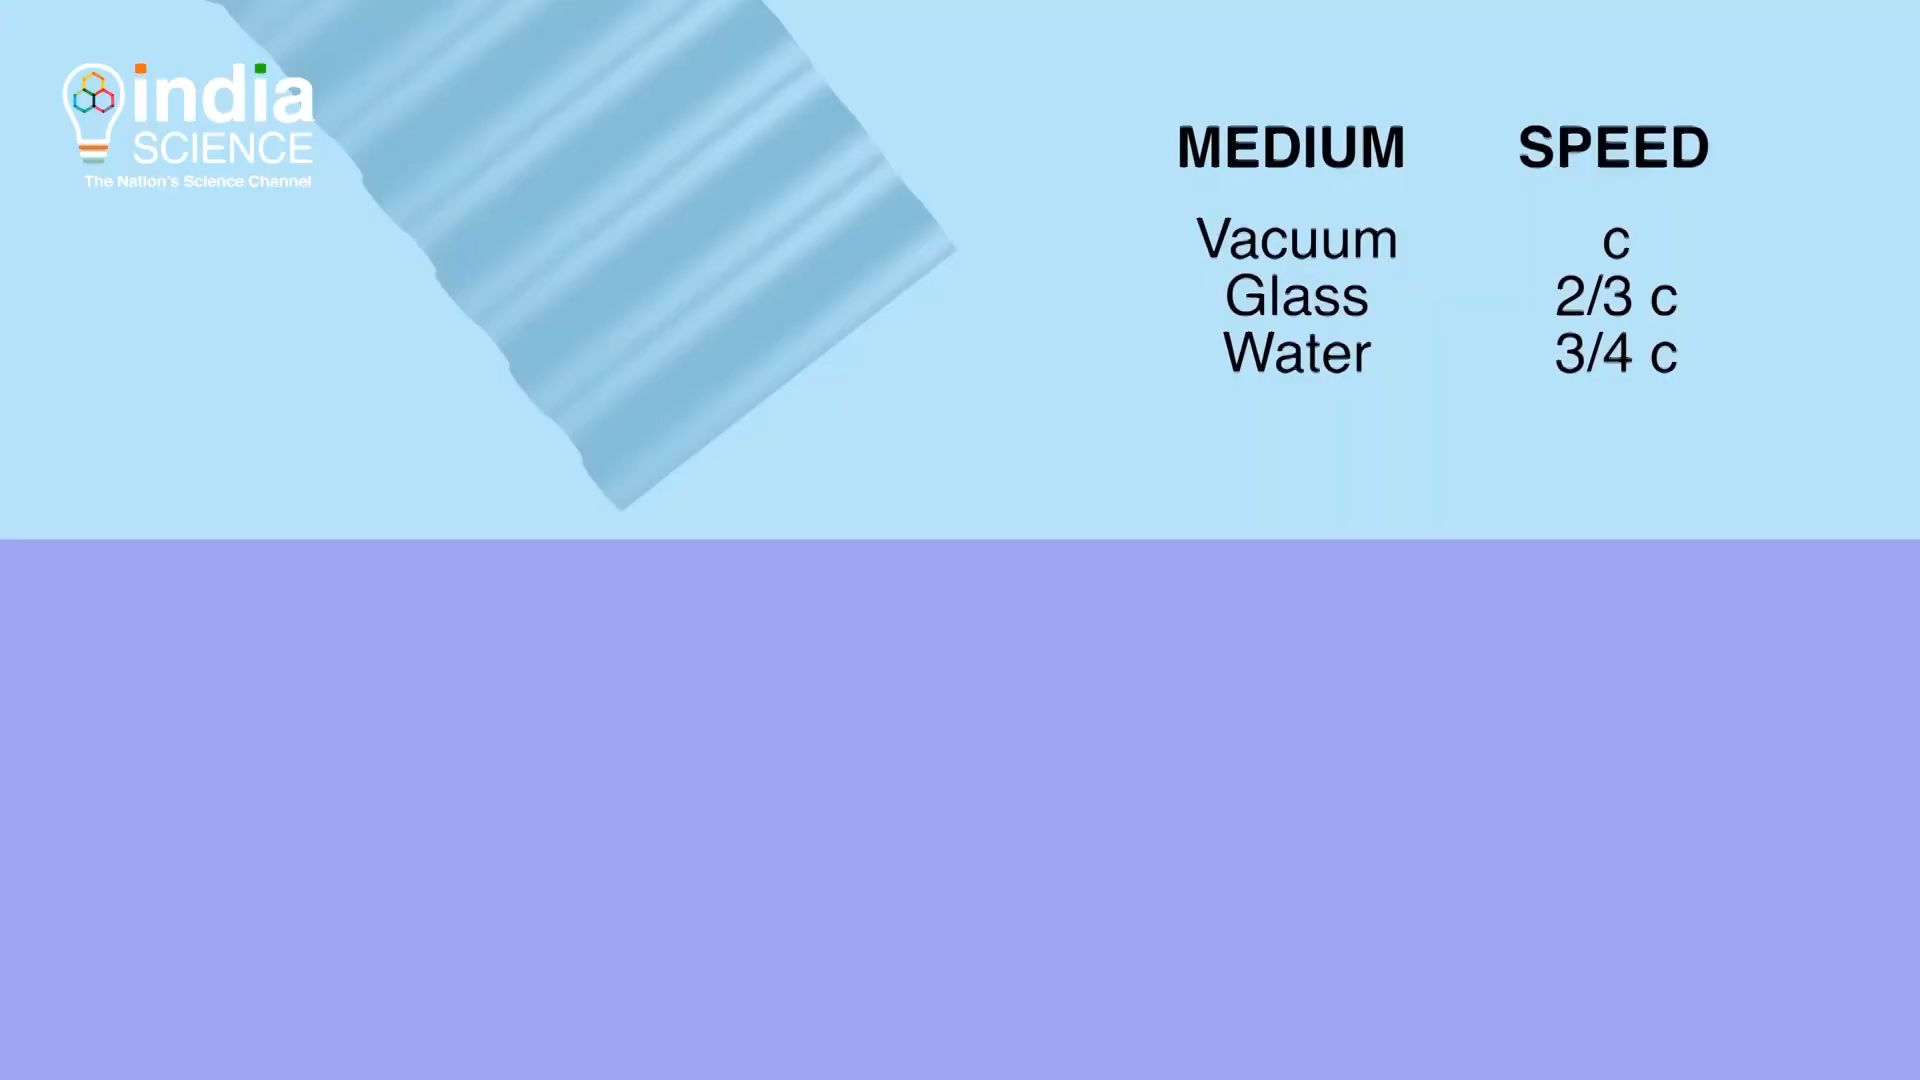 india
SCIENCE
The Nation's Science Channel
MEDIUM SPEED
Vacuum c
Glass 2/3 c
Water 3/4 c